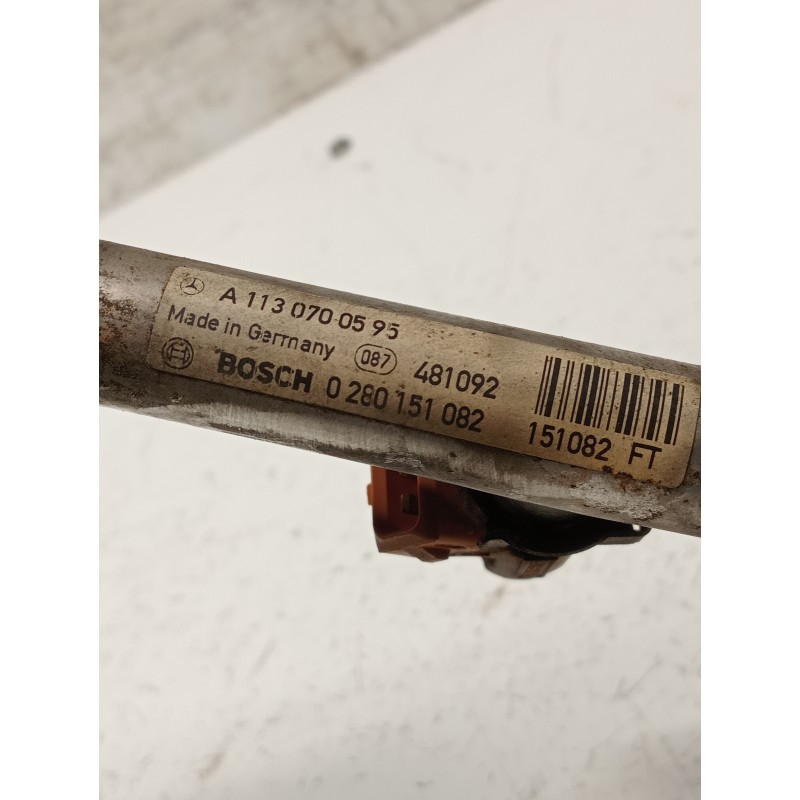 A 113 070 05 95
Made in Germany 087 481092
BOSCH 0 280 151 082
151082 FT